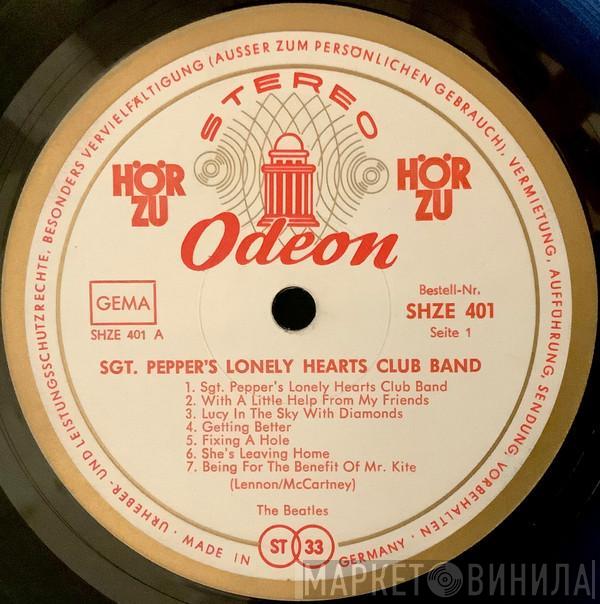 URHEBER- UND LEISTUNGSSCHUTZRECHTE, BESONDERS VERVIELFÄLTIGUNG (AUSSER ZUM PERSÖNLICHEN GEBRAUCH), VERMIETUNG, AUFFÜHRUNG, SENDUNG, VORBEHALTEN ·
STEREO
HÖR
ZU
HÖR
ZU
Odeon
GEMA
SHZE 401 A
Bestell-Nr.
SHZE 401
Seite 1
SGT. PEPPER'S LONELY HEARTS CLUB BAND
1. Sgt. Pepper's Lonely Hearts Club Band
2. With A Little Help From My Friends
3. Lucy In The Sky With Diamonds
4. Getting Better
5. Fixing A Hole
6. She's Leaving Home
7. Being For The Benefit Of Mr. Kite
(Lennon/McCartney)
The Beatles
MADE IN GERMANY ·
ST 33
МАРКЕТ ВИНИЛА